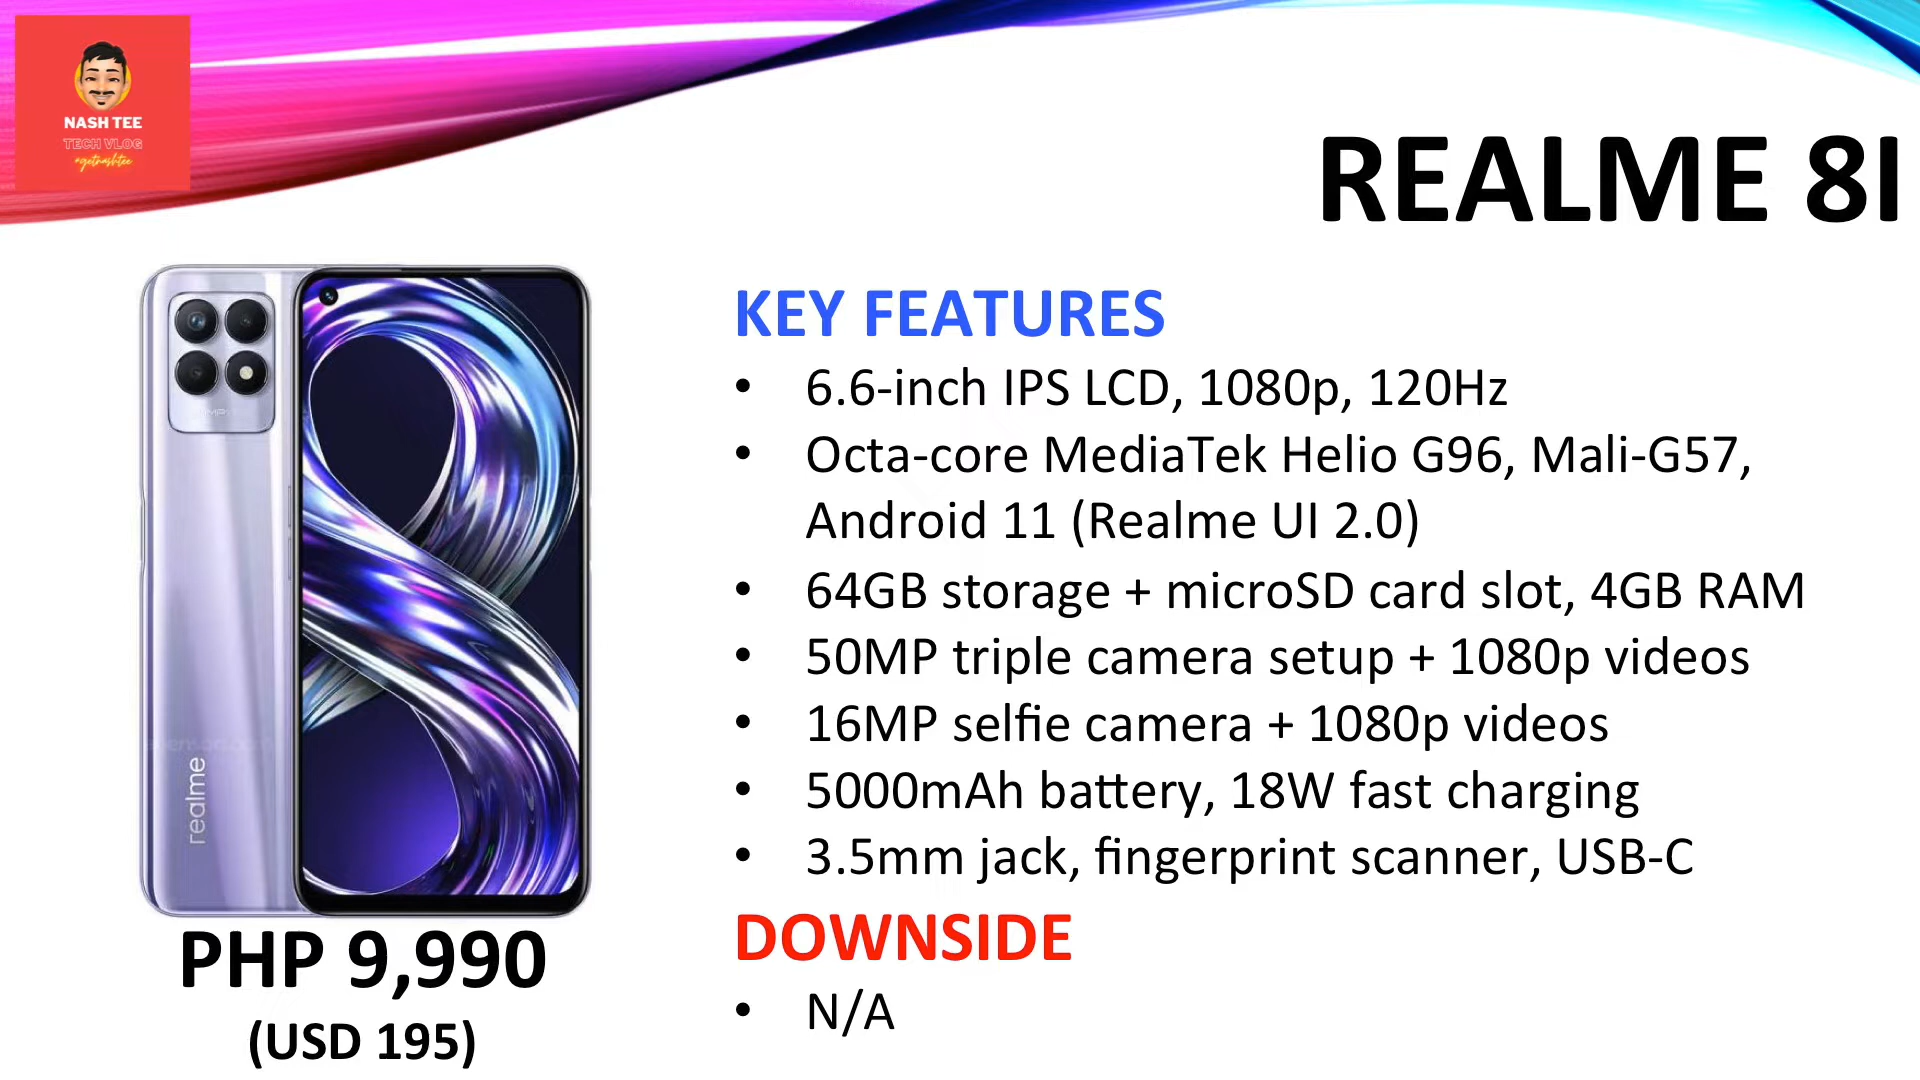 NASH TEE
TECH VLOG
#getnashtee
REALME 8I
KEY FEATURES
• 6.6-inch IPS LCD, 1080p, 120Hz
• Octa-core MediaTek Helio G96, Mali-G57,
Android 11 (Realme UI 2.0)
• 64GB storage + microSD card slot, 4GB RAM
• 50MP triple camera setup + 1080p videos
• 16MP selfie camera + 1080p videos
• 5000mAh battery, 18W fast charging
• 3.5mm jack, fingerprint scanner, USB-C
DOWNSIDE
• N/A
realme
PHP 9,990
(USD 195)